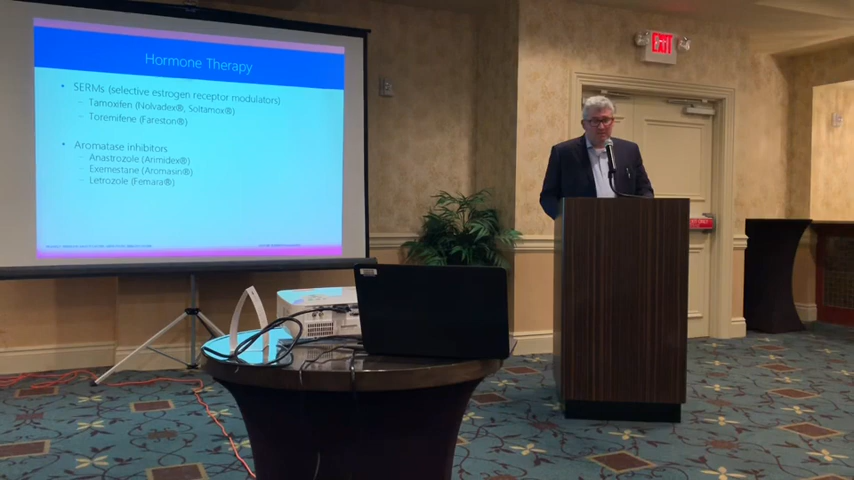 Hormone Therapy
• SERMs (selective estrogen receptor modulators)
– Tamoxifen (Nolvadex®, Soltamox®)
– Toremifene (Fareston®)
• Aromatase inhibitors
– Anastrozole (Arimidex®)
– Exemestane (Aromasin®)
– Letrozole (Femara®)
EXIT